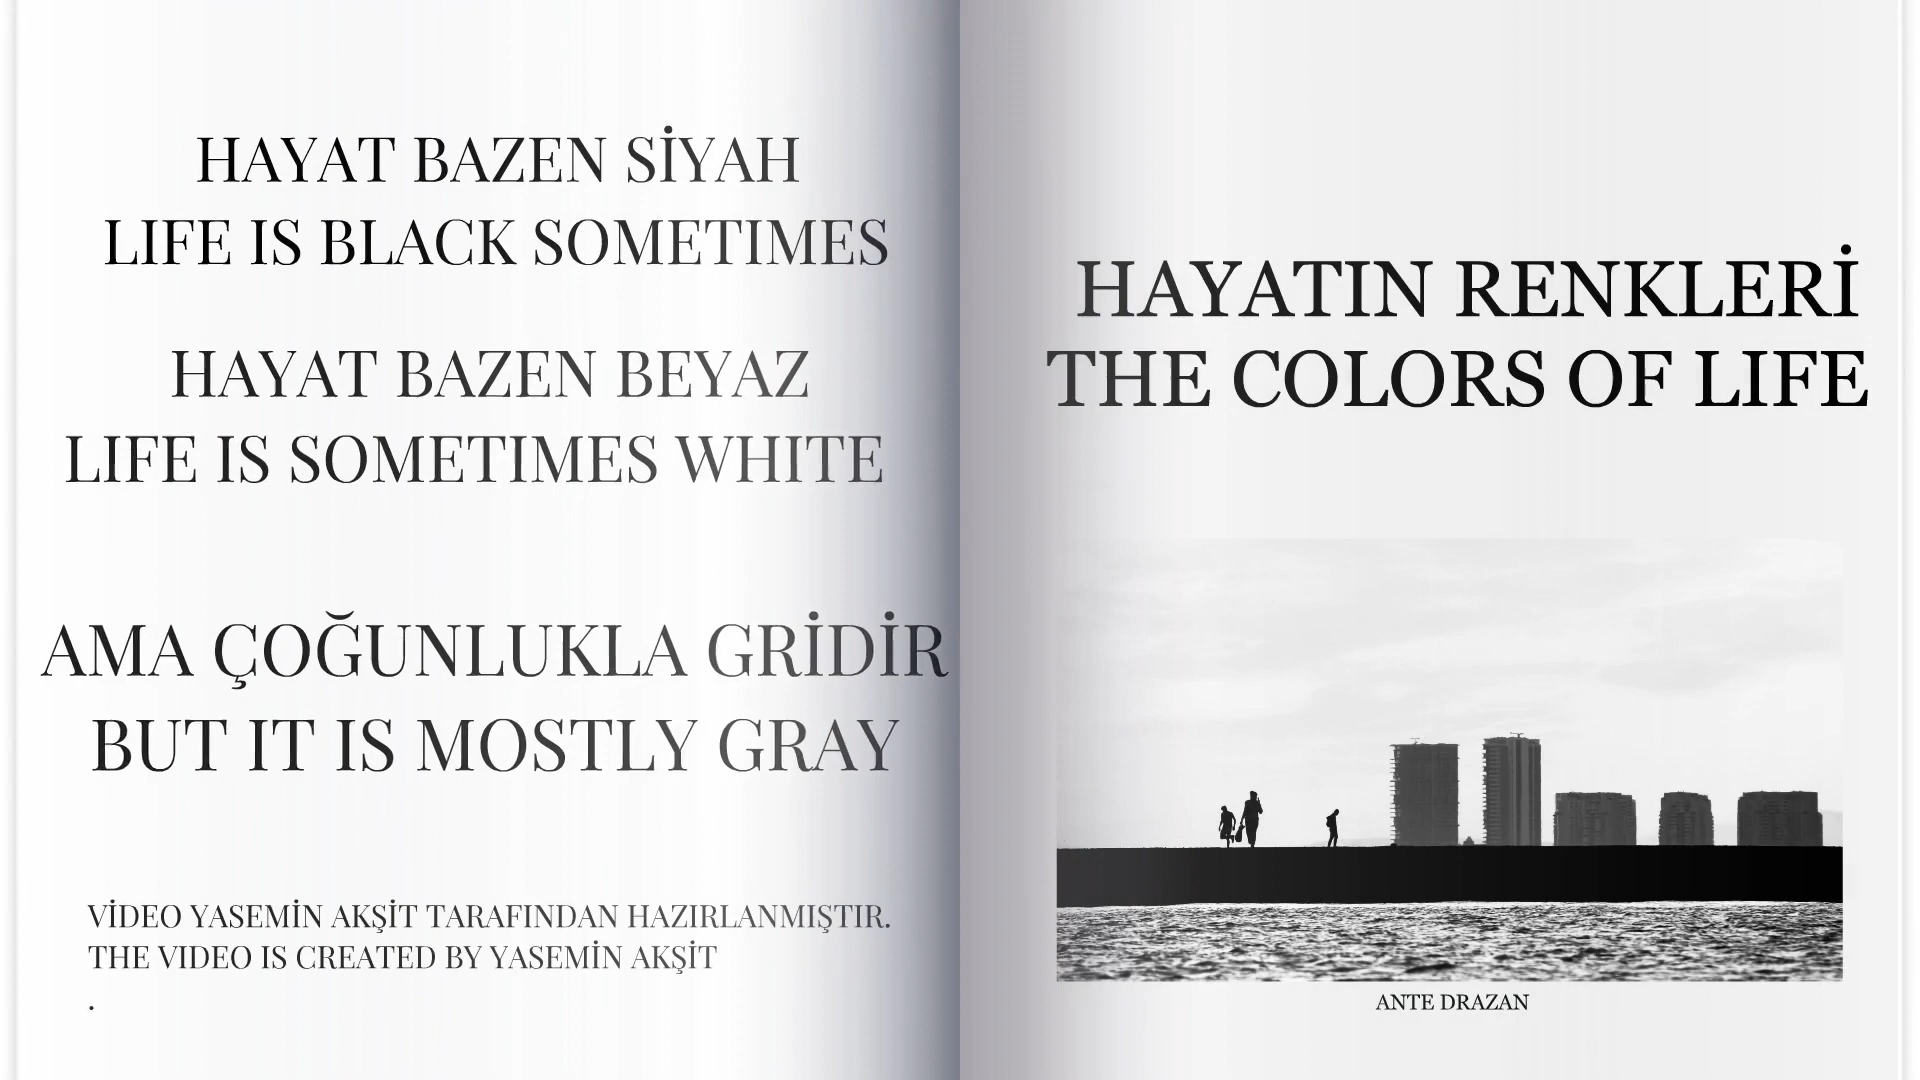 HAYAT BAZEN SİYAH
LIFE IS BLACK SOMETIMES
HAYAT BAZEN BEYAZ
LIFE IS SOMETIMES WHITE
AMA ÇOĞUNLUKLA GRİDİR
BUT IT IS MOSTLY GRAY
VİDEO YASEMİN AKŞİT TARAFINDAN HAZIRLANMIŞTIR.
THE VIDEO IS CREATED BY YASEMİN AKŞİT
.
HAYATIN RENKLERİ
THE COLORS OF LIFE
ANTE DRAZAN